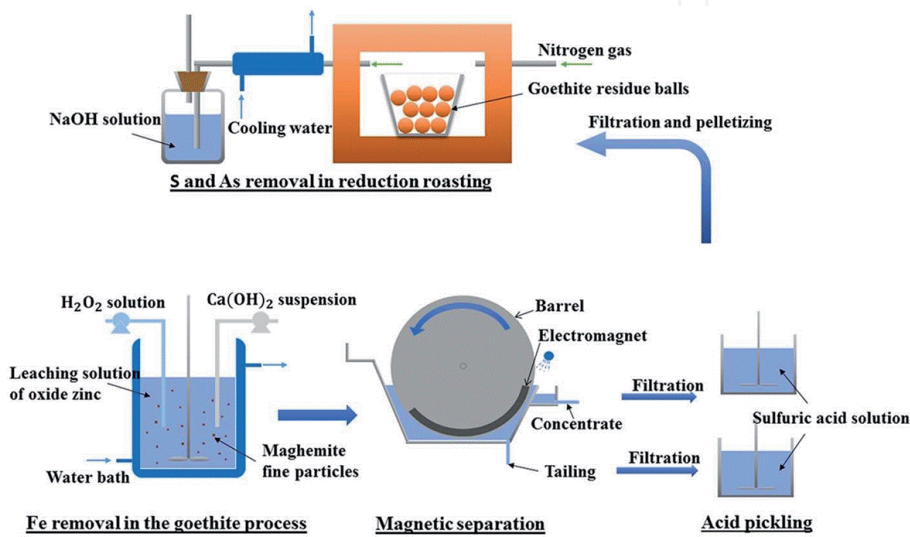 Nitrogen gas
Goethite residue balls
NaOH solution
Cooling water
Filtration and pelletizing
S and As removal in reduction roasting
H₂O₂ solution
Ca(OH)₂ suspension
Barrel
Electromagnet
Leaching solution
of oxide zinc
Filtration
Concentrate
Sulfuric acid solution
Maghemite
fine particles
Filtration
Water bath
Tailing
Fe removal in the goethite process
Magnetic separation
Acid pickling